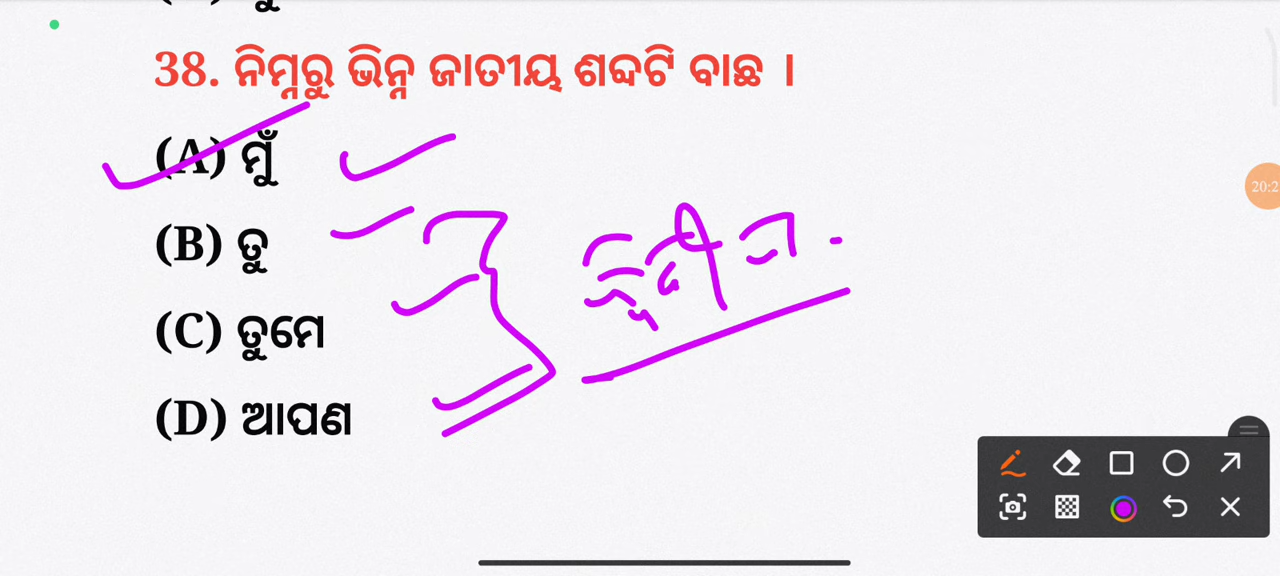 38. ନିମ୍ନରୁ ଭିନ୍ନ ଜାତୀୟ ଶବ୍ଦଟି ବାଛ ।
(A) ମୁଁ
(B) ତୁ
(C) ତୁମେ
(D) ଆପଣ